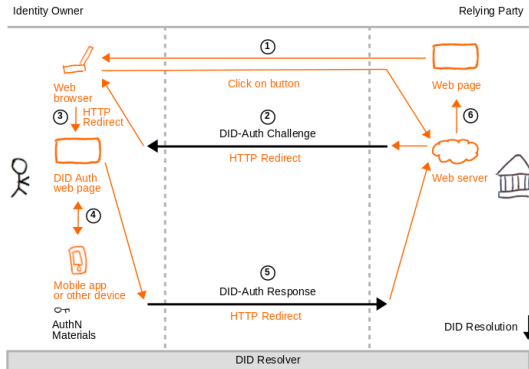 Identity Owner
Relying Party
1
Web
browser
Click on button
Web page
3
HTTP
Redirect
2
DID-Auth Challenge
HTTP Redirect
6
DID Auth
web page
Web server
4
Mobile app
or other device
5
DID-Auth Response
HTTP Redirect
AuthN
Materials
DID Resolution
DID Resolver